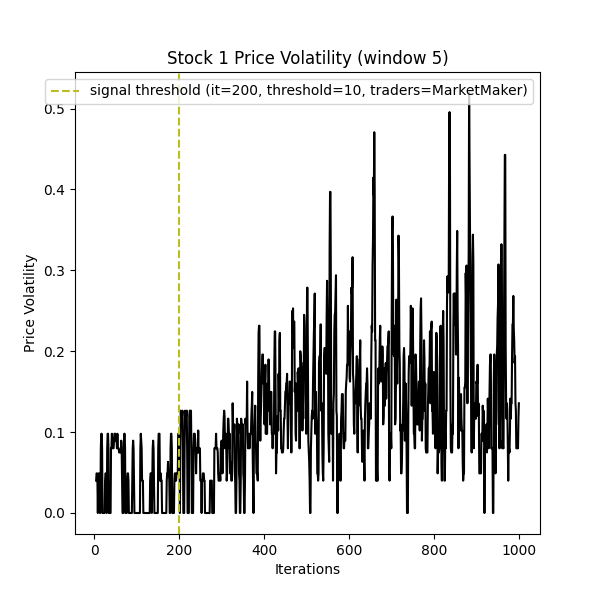 Stock 1 Price Volatility (window 5)
signal threshold (it=200, threshold=10, traders=MarketMaker)
0.5
0.4
0.3
0.2
0.1
0.0
Price Volatility
0 200 400 600 800 1000
Iterations